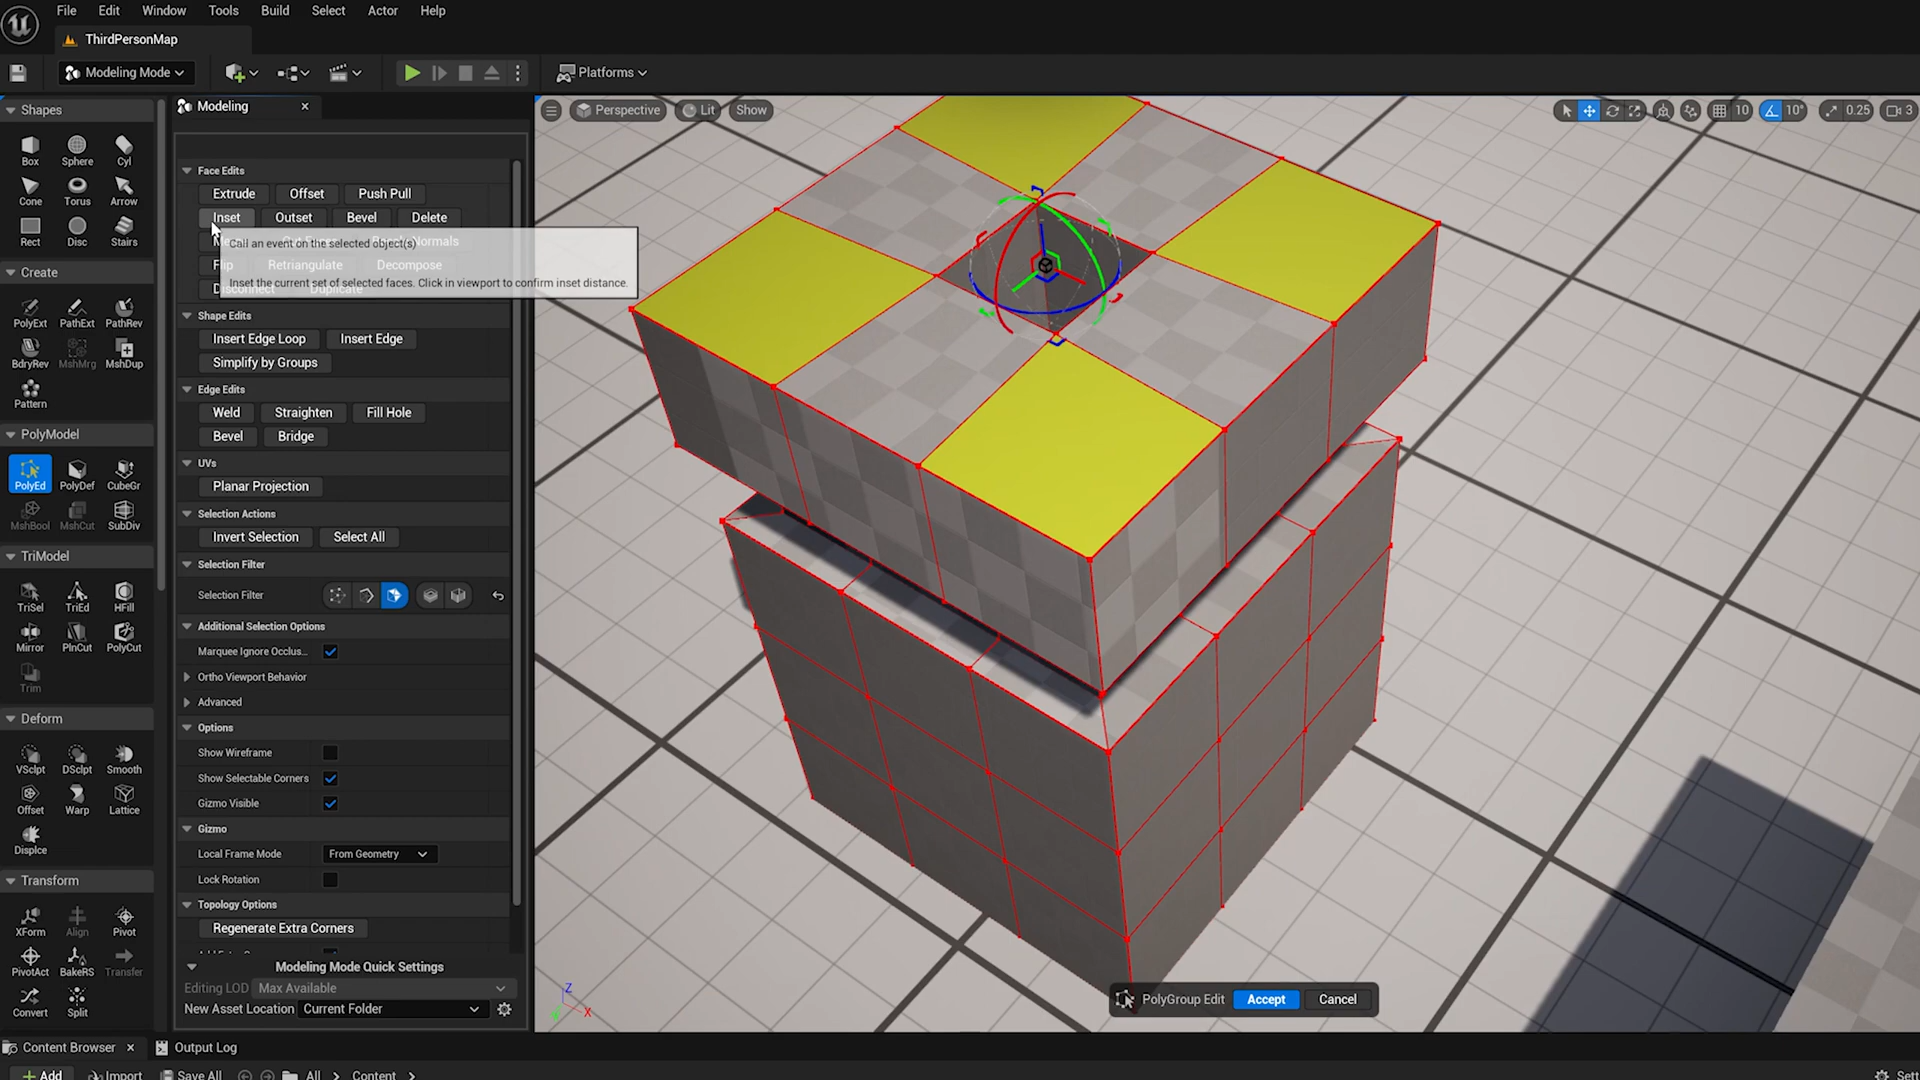 File Edit Window Tools Build Select Actor Help
ThirdPersonMap
Modeling Mode
Platforms
Shapes
Box Sphere Cyl
Cone Torus Arrow
Rect Disc Stairs
Create
PolyExt PathExt PathRev
BdryRev MshMrg MshDup
Pattern
PolyModel
PolyEd PolyDef CubeGr
MshBool MshCut SubDiv
TriModel
TriSel TriEd HFill
Mirror PlnCut PolyCut
Trim
Deform
VSclpt DSclpt Smooth
Offset Warp Lattice
Displce
Transform
XForm Align Pivot
PivotAct BakeRS Transfer
Convert Split
Modeling
Face Edits
Extrude Offset Push Pull
Inset Outset Bevel Delete
Call an event on the selected object(s)
Normals
Flip Retriangulate Decompose
Inset the current set of selected faces. Click in viewport to confirm inset distance.
Disconnect Duplicate
Shape Edits
Insert Edge Loop Insert Edge
Simplify by Groups
Edge Edits
Weld Straighten Fill Hole
Bevel Bridge
UVs
Planar Projection
Selection Actions
Invert Selection Select All
Selection Filter
Selection Filter
Additional Selection Options
Marquee Ignore Occlus...
Ortho Viewport Behavior
Advanced
Options
Show Wireframe
Show Selectable Corners
Gizmo Visible
Gizmo
Local Frame Mode From Geometry
Lock Rotation
Topology Options
Regenerate Extra Corners
Modeling Mode Quick Settings
Editing LOD Max Available
New Asset Location Current Folder
Perspective Lit Show
10 10° 0.25 3
Z
X
PolyGroup Edit Accept Cancel
Content Browser Output Log
Add Import Save All All Content
Sett